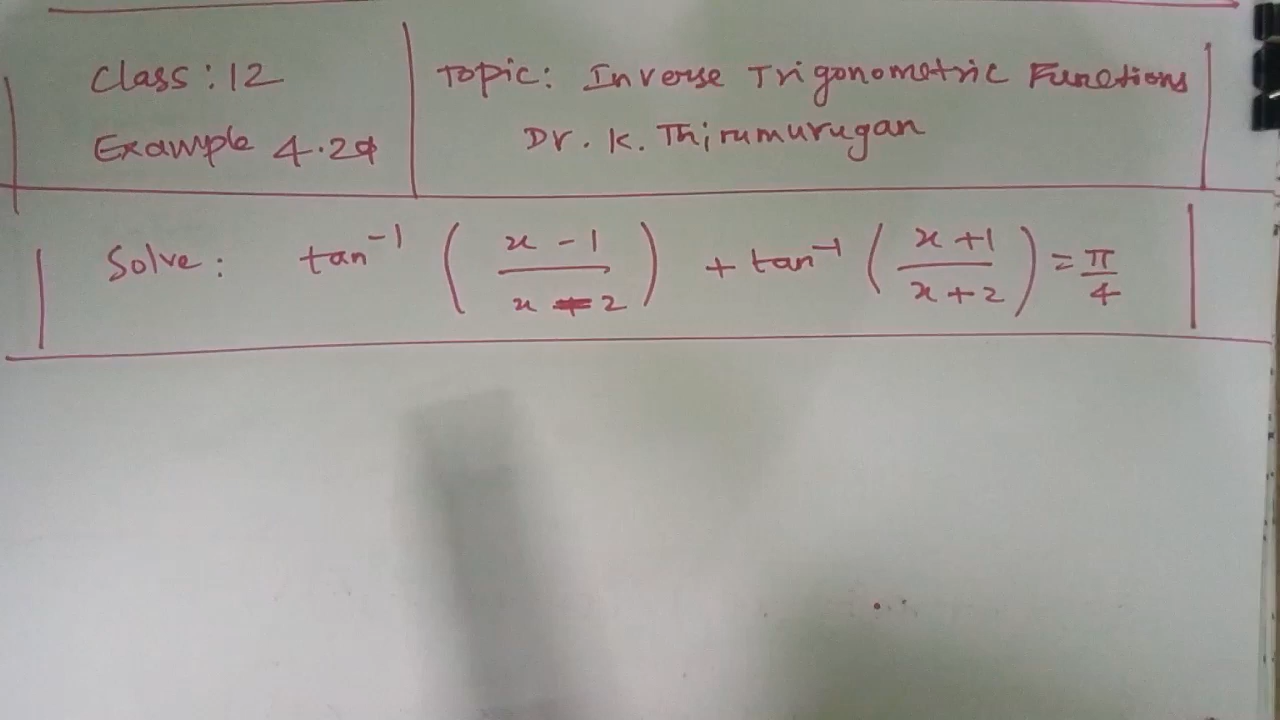 Class: 12
Example 4.29
Topic: Inverse Trigonometric Functions
Dr. K. Thirumurugan
Solve: tan⁻¹ ((x - 1)/(x - 2)) + tan⁻¹ ((x + 1)/(x + 2)) = π/4